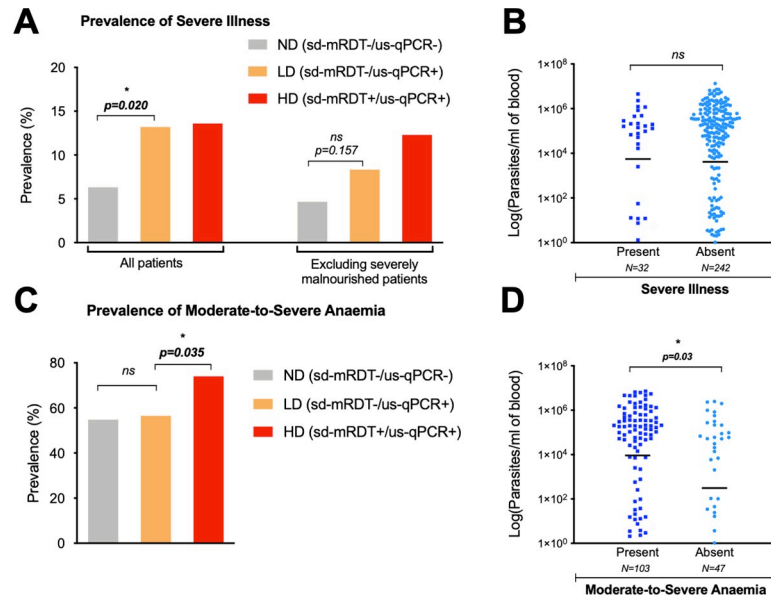 A
Prevalence of Severe Illness
ND (sd-mRDT-/us-qPCR-)
LD (sd-mRDT-/us-qPCR+)
HD (sd-mRDT+/us-qPCR+)
Prevalence (%)
20
15
10
5
0
*
p=0.020
ns
p=0.157
All patients
Excluding severely
malnourished patients
B
Log(Parasites/ml of blood)
1×10⁸
1×10⁶
1×10⁴
1×10²
1×10⁰
ns
Present
Absent
N=32
N=242
Severe Illness
C
Prevalence of Moderate-to-Severe Anaemia
Prevalence (%)
80
60
40
20
0
ns
*
p=0.035
ND (sd-mRDT-/us-qPCR-)
LD (sd-mRDT-/us-qPCR+)
HD (sd-mRDT+/us-qPCR+)
D
Log(Parasites/ml of blood)
1×10⁸
1×10⁶
1×10⁴
1×10²
1×10⁰
*
p=0.03
Present
Absent
N=103
N=47
Moderate-to-Severe Anaemia